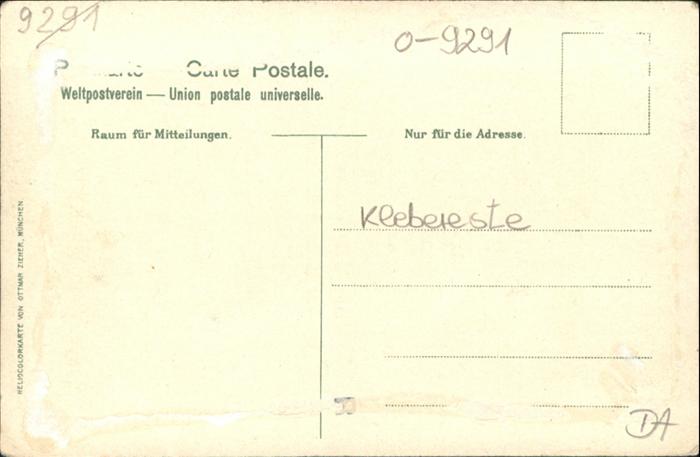 9291
0-9291
Carte Postale.
Weltpostverein — Union postale universelle.
Raum für Mitteilungen.
Nur für die Adresse.
Klebereste
HELIOCOLORKARTE VON OTTMAR ZIEHER, MÜNCHEN.
DA